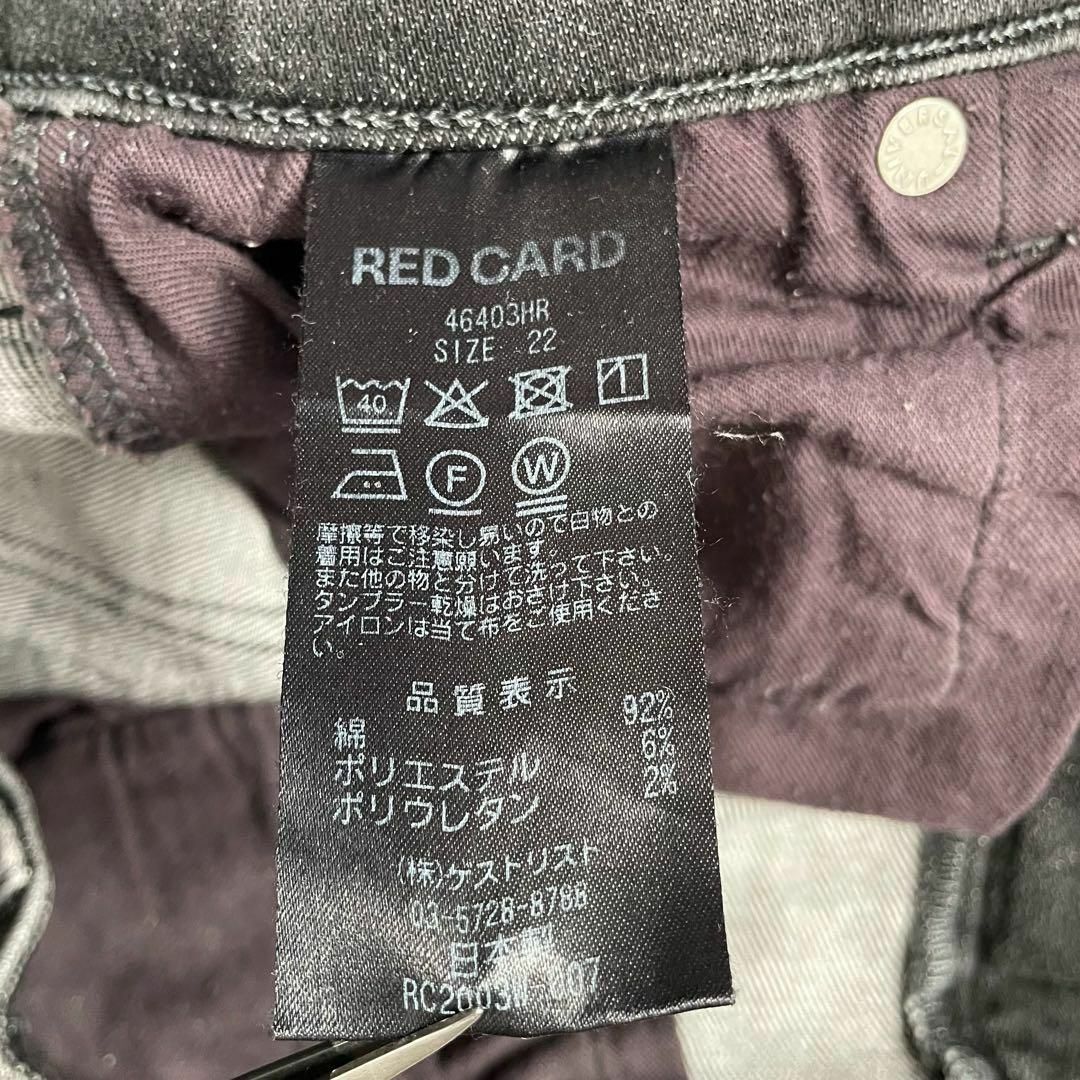 UNIVERSAL
RED CARD
46403HR
SIZE 22
40
F
W
摩擦等で移染し易いので白物との
着用はご注意願います。
また他の物と分けて洗って下さい。
タンブラー乾燥はおさけ下さい。
アイロンは当て布をご使用くださ
い。
品質表示
綿 92%
ポリエステル 6%
ポリウレタン 2%
(株)ゲストリスト
03-5728-8788
日本製